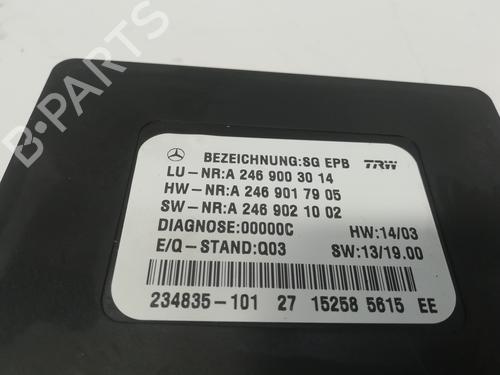 BEZEICHNUNG:SG EPB TRW
LU-NR:A 246 900 30 14
HW-NR:A 246 901 79 05
SW-NR:A 246 902 10 02
DIAGNOSE:00000C HW:14/03
E/Q-STAND:Q03 SW:13/19.00
234835-101 27 15258 5615 EE
B-PARTS